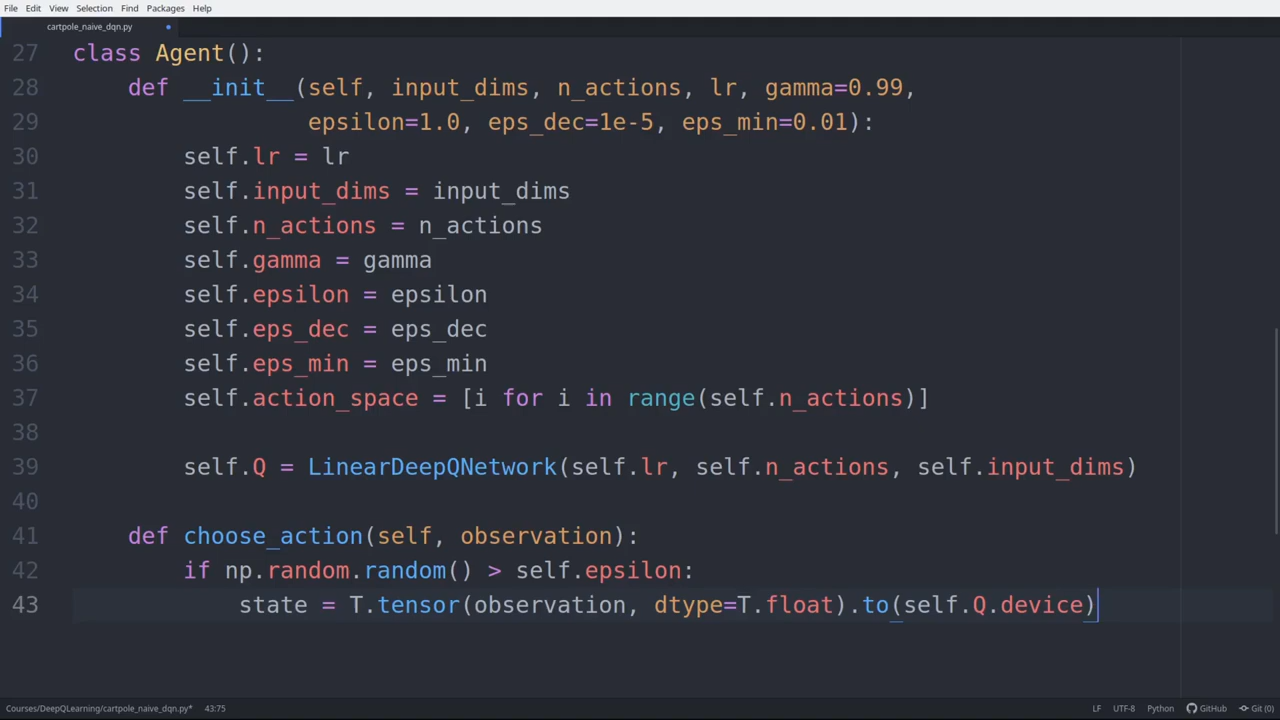 File Edit View Selection Find Packages Help
cartpole_naive_dqn.py
27 class Agent():
28     def __init__(self, input_dims, n_actions, lr, gamma=0.99,
29                  epsilon=1.0, eps_dec=1e-5, eps_min=0.01):
30         self.lr = lr
31         self.input_dims = input_dims
32         self.n_actions = n_actions
33         self.gamma = gamma
34         self.epsilon = epsilon
35         self.eps_dec = eps_dec
36         self.eps_min = eps_min
37         self.action_space = [i for i in range(self.n_actions)]
38
39         self.Q = LinearDeepQNetwork(self.lr, self.n_actions, self.input_dims)
40
41     def choose_action(self, observation):
42         if np.random.random() > self.epsilon:
43             state = T.tensor(observation, dtype=T.float).to(self.Q.device)
Courses/DeepQLearning/cartpole_naive_dqn.py* 43:75 LF UTF-8 Python GitHub Git (0)